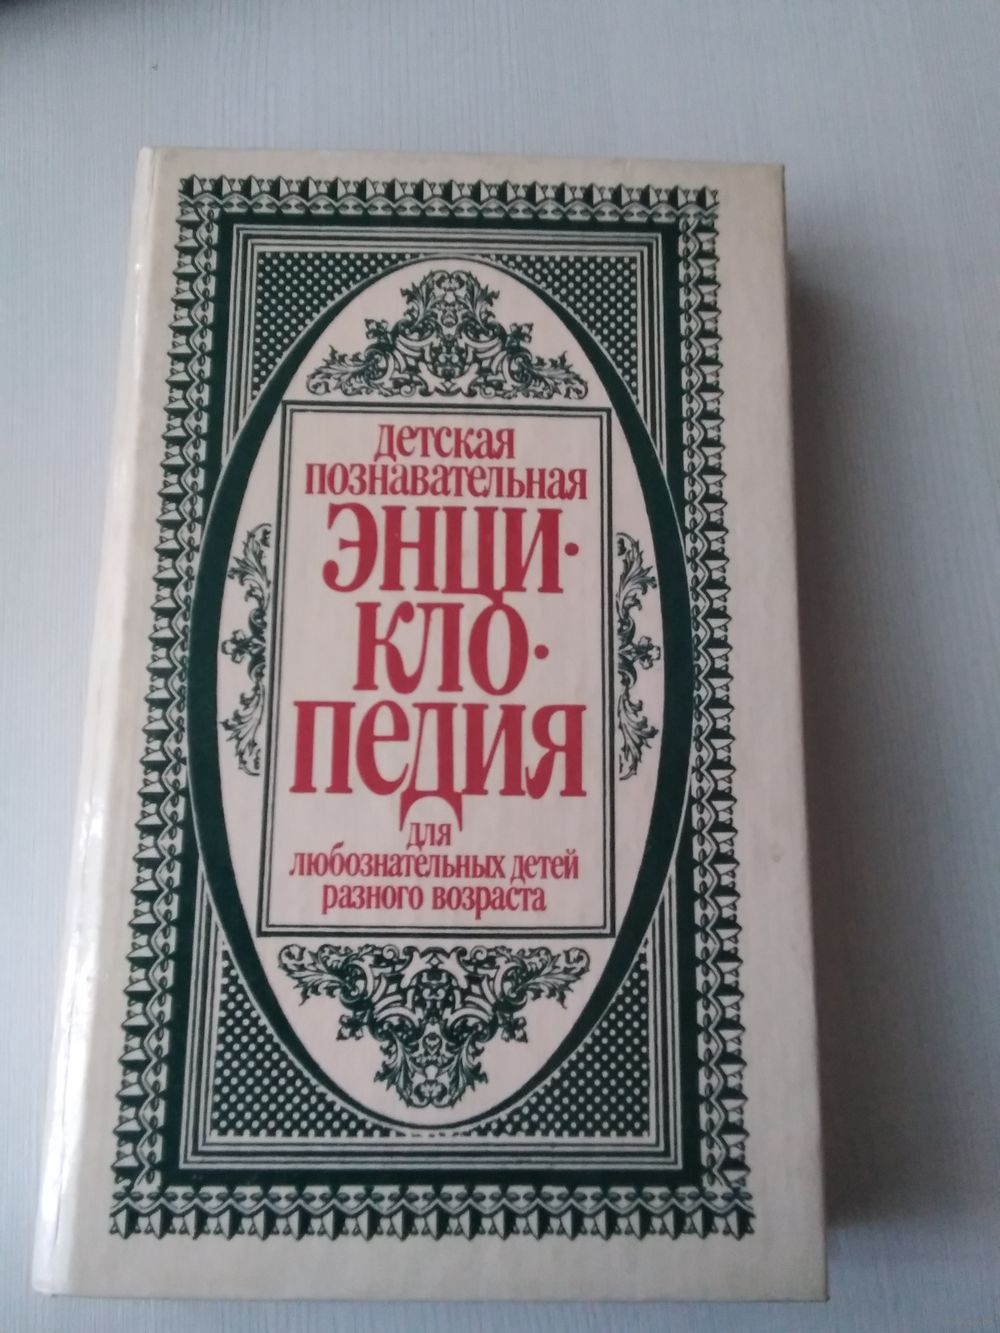 детская
познавательная
ЭНЦИ·
КЛО·
ПЕДИЯ
для
любознательных детей
разного возраста